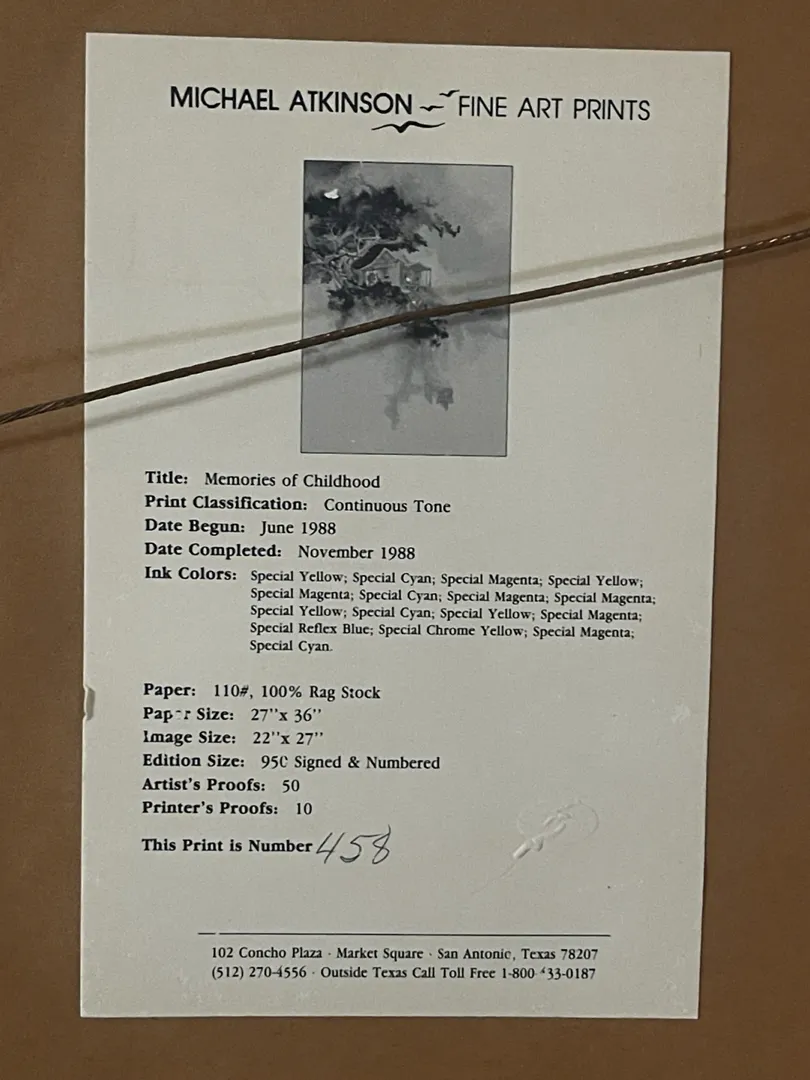 MICHAEL ATKINSON FINE ART PRINTS
Title: Memories of Childhood
Print Classification: Continuous Tone
Date Begun: June 1988
Date Completed: November 1988
Ink Colors: Special Yellow; Special Cyan; Special Magenta; Special Yellow;
Special Magenta; Special Cyan; Special Magenta; Special Magenta;
Special Yellow; Special Cyan; Special Yellow; Special Magenta;
Special Reflex Blue; Special Chrome Yellow; Special Magenta;
Special Cyan.
Paper: 110#, 100% Rag Stock
Paper Size: 27"x 36"
Image Size: 22"x 27"
Edition Size: 950 Signed & Numbered
Artist's Proofs: 50
Printer's Proofs: 10
This Print is Number 458
102 Concho Plaza · Market Square · San Antonio, Texas 78207
(512) 270-4556 · Outside Texas Call Toll Free